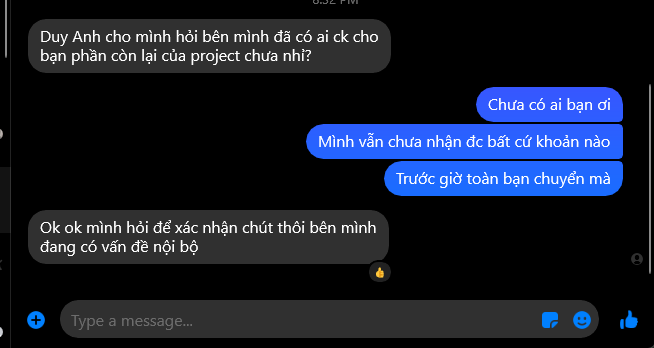 8:32 PM
Duy Anh cho mình hỏi bên mình đã có ai ck cho
bạn phần còn lại của project chưa nhỉ?
Chưa có ai bạn ơi
Mình vẫn chưa nhận đc bất cứ khoản nào
Trước giờ toàn bạn chuyển mà
Ok ok mình hỏi để xác nhận chút thôi bên mình
đang có vấn đề nội bộ
Type a message...